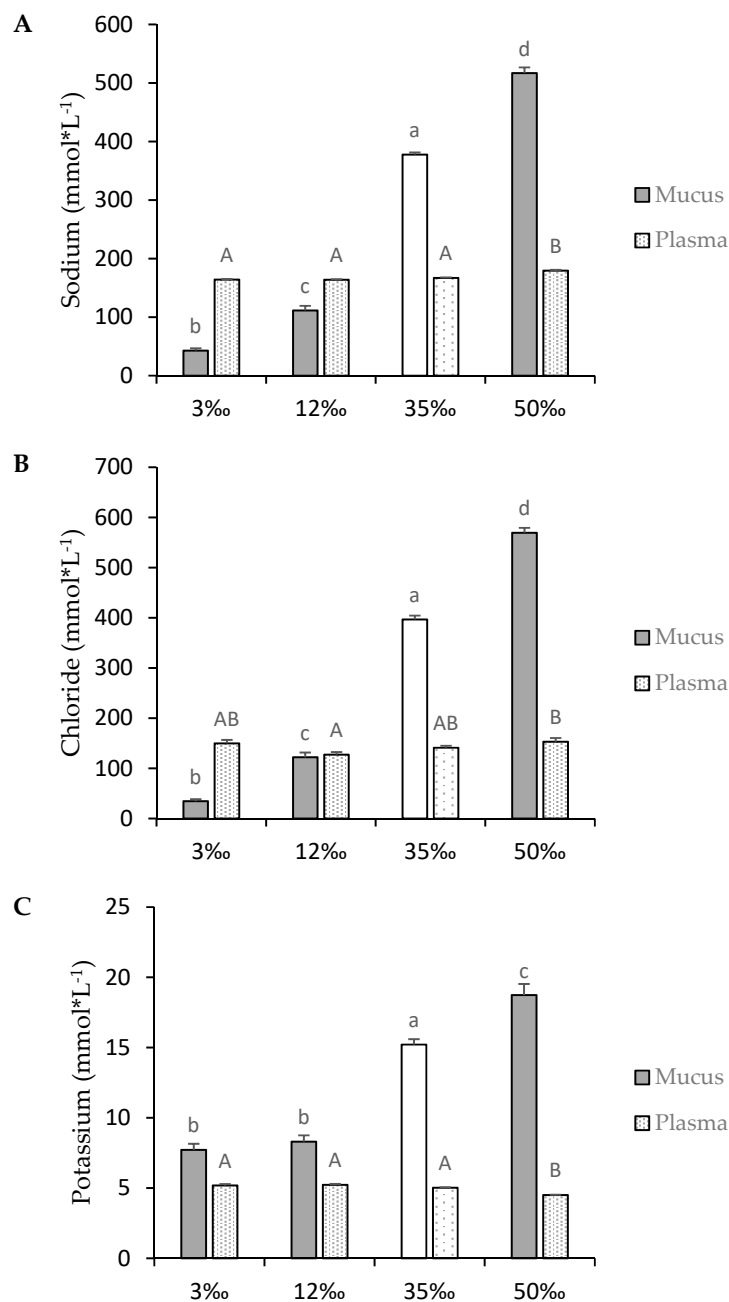 A
Sodium (mmol*L-1)
600
500
400
300
200
100
0
b
A
c
A
a
A
d
B
3‰
12‰
35‰
50‰
Mucus
Plasma
B
Chloride (mmol*L-1)
700
600
500
400
300
200
100
0
b
AB
c
A
a
AB
d
B
3‰
12‰
35‰
50‰
Mucus
Plasma
C
Potassium (mmol*L-1)
25
20
15
10
5
0
b
A
b
A
a
A
c
B
3‰
12‰
35‰
50‰
Mucus
Plasma